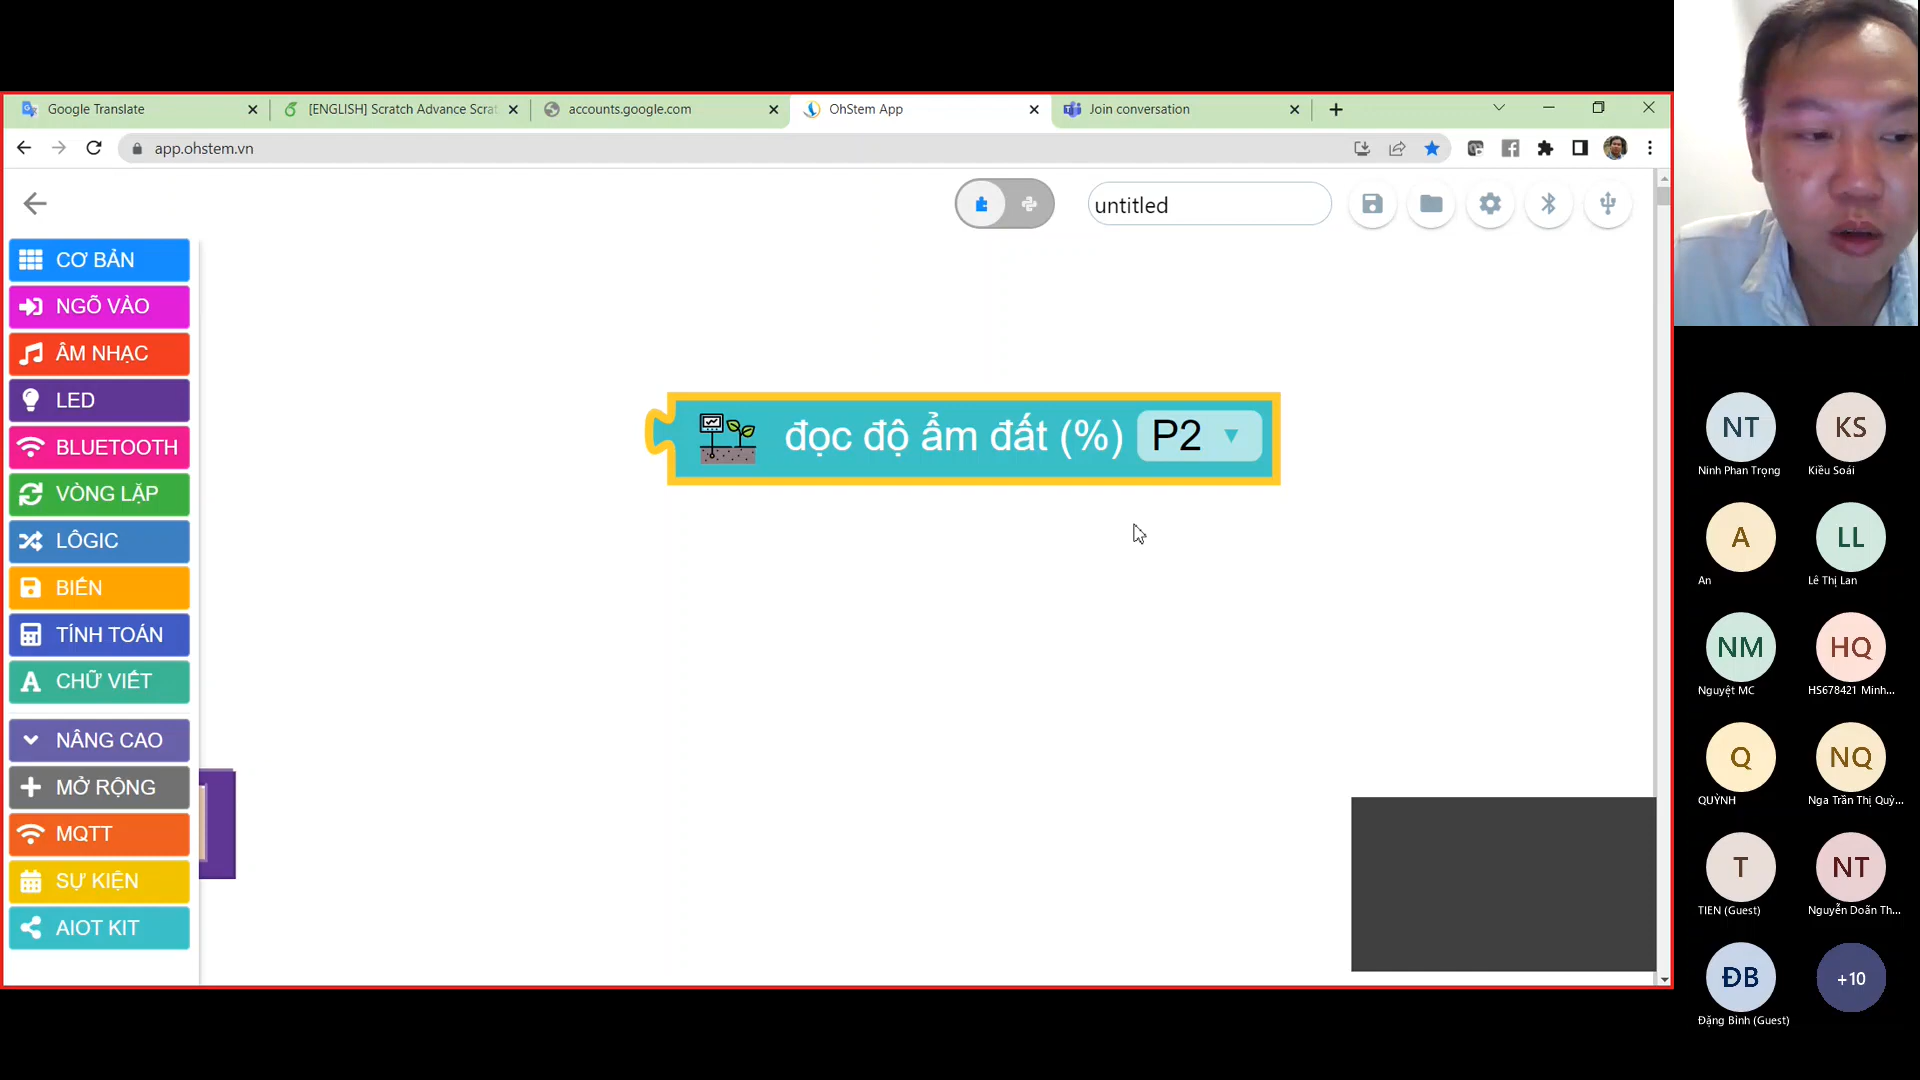 Google Translate
[ENGLISH] Scratch Advance Scrat
accounts.google.com
OhStem App
Join conversation
app.ohstem.vn
untitled
CƠ BẢN
NGÕ VÀO
ÂM NHẠC
LED
BLUETOOTH
VÒNG LẶP
LÔGIC
BIẾN
TÍNH TOÁN
CHỮ VIẾT
NÂNG CAO
MỞ RỘNG
MQTT
SỰ KIỆN
AIOT KIT
đọc độ ẩm đất (%) P2
NT
Ninh Phan Trọng
KS
Kiều Soái
A
An
LL
Lê Thị Lan
NM
Nguyệt MC
HQ
HS678421 Minh...
Q
QUỲNH
NQ
Nga Trần Thị Quỳ...
T
TIEN (Guest)
NT
Nguyễn Doãn Th...
ĐB
Đặng Bình (Guest)
+10